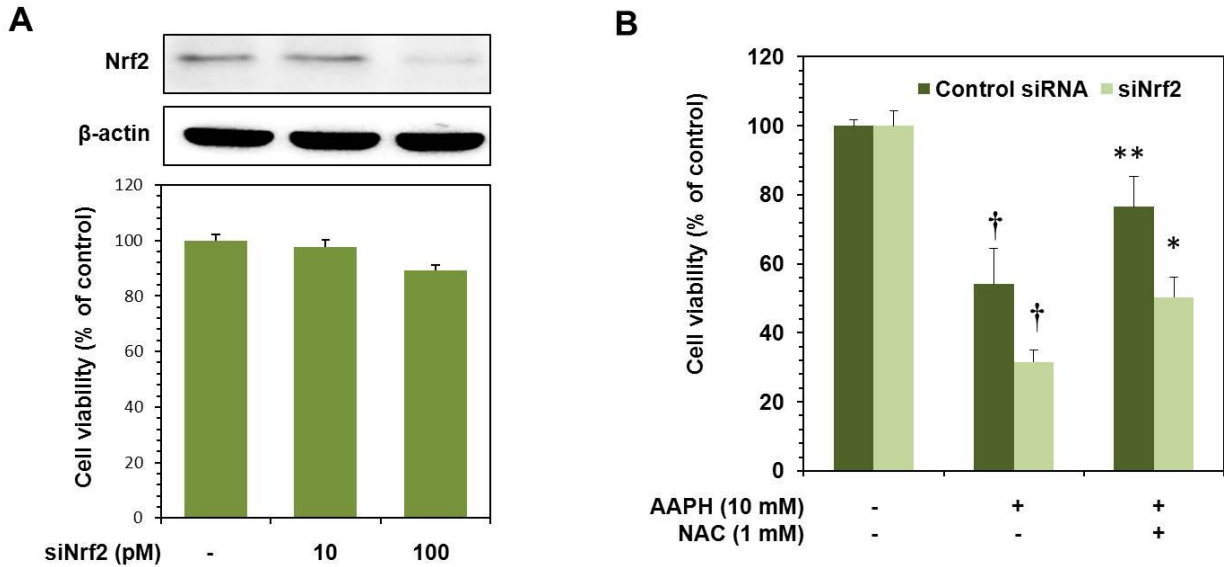 A
Nrf2
β-actin
120
100
80
60
40
20
0
Cell viability (% of control)
siNrf2 (pM) - 10 100
B
120
100
80
60
40
20
0
Cell viability (% of control)
Control siRNA siNrf2
†
†
**
*
AAPH (10 mM) - + +
NAC (1 mM) - - +